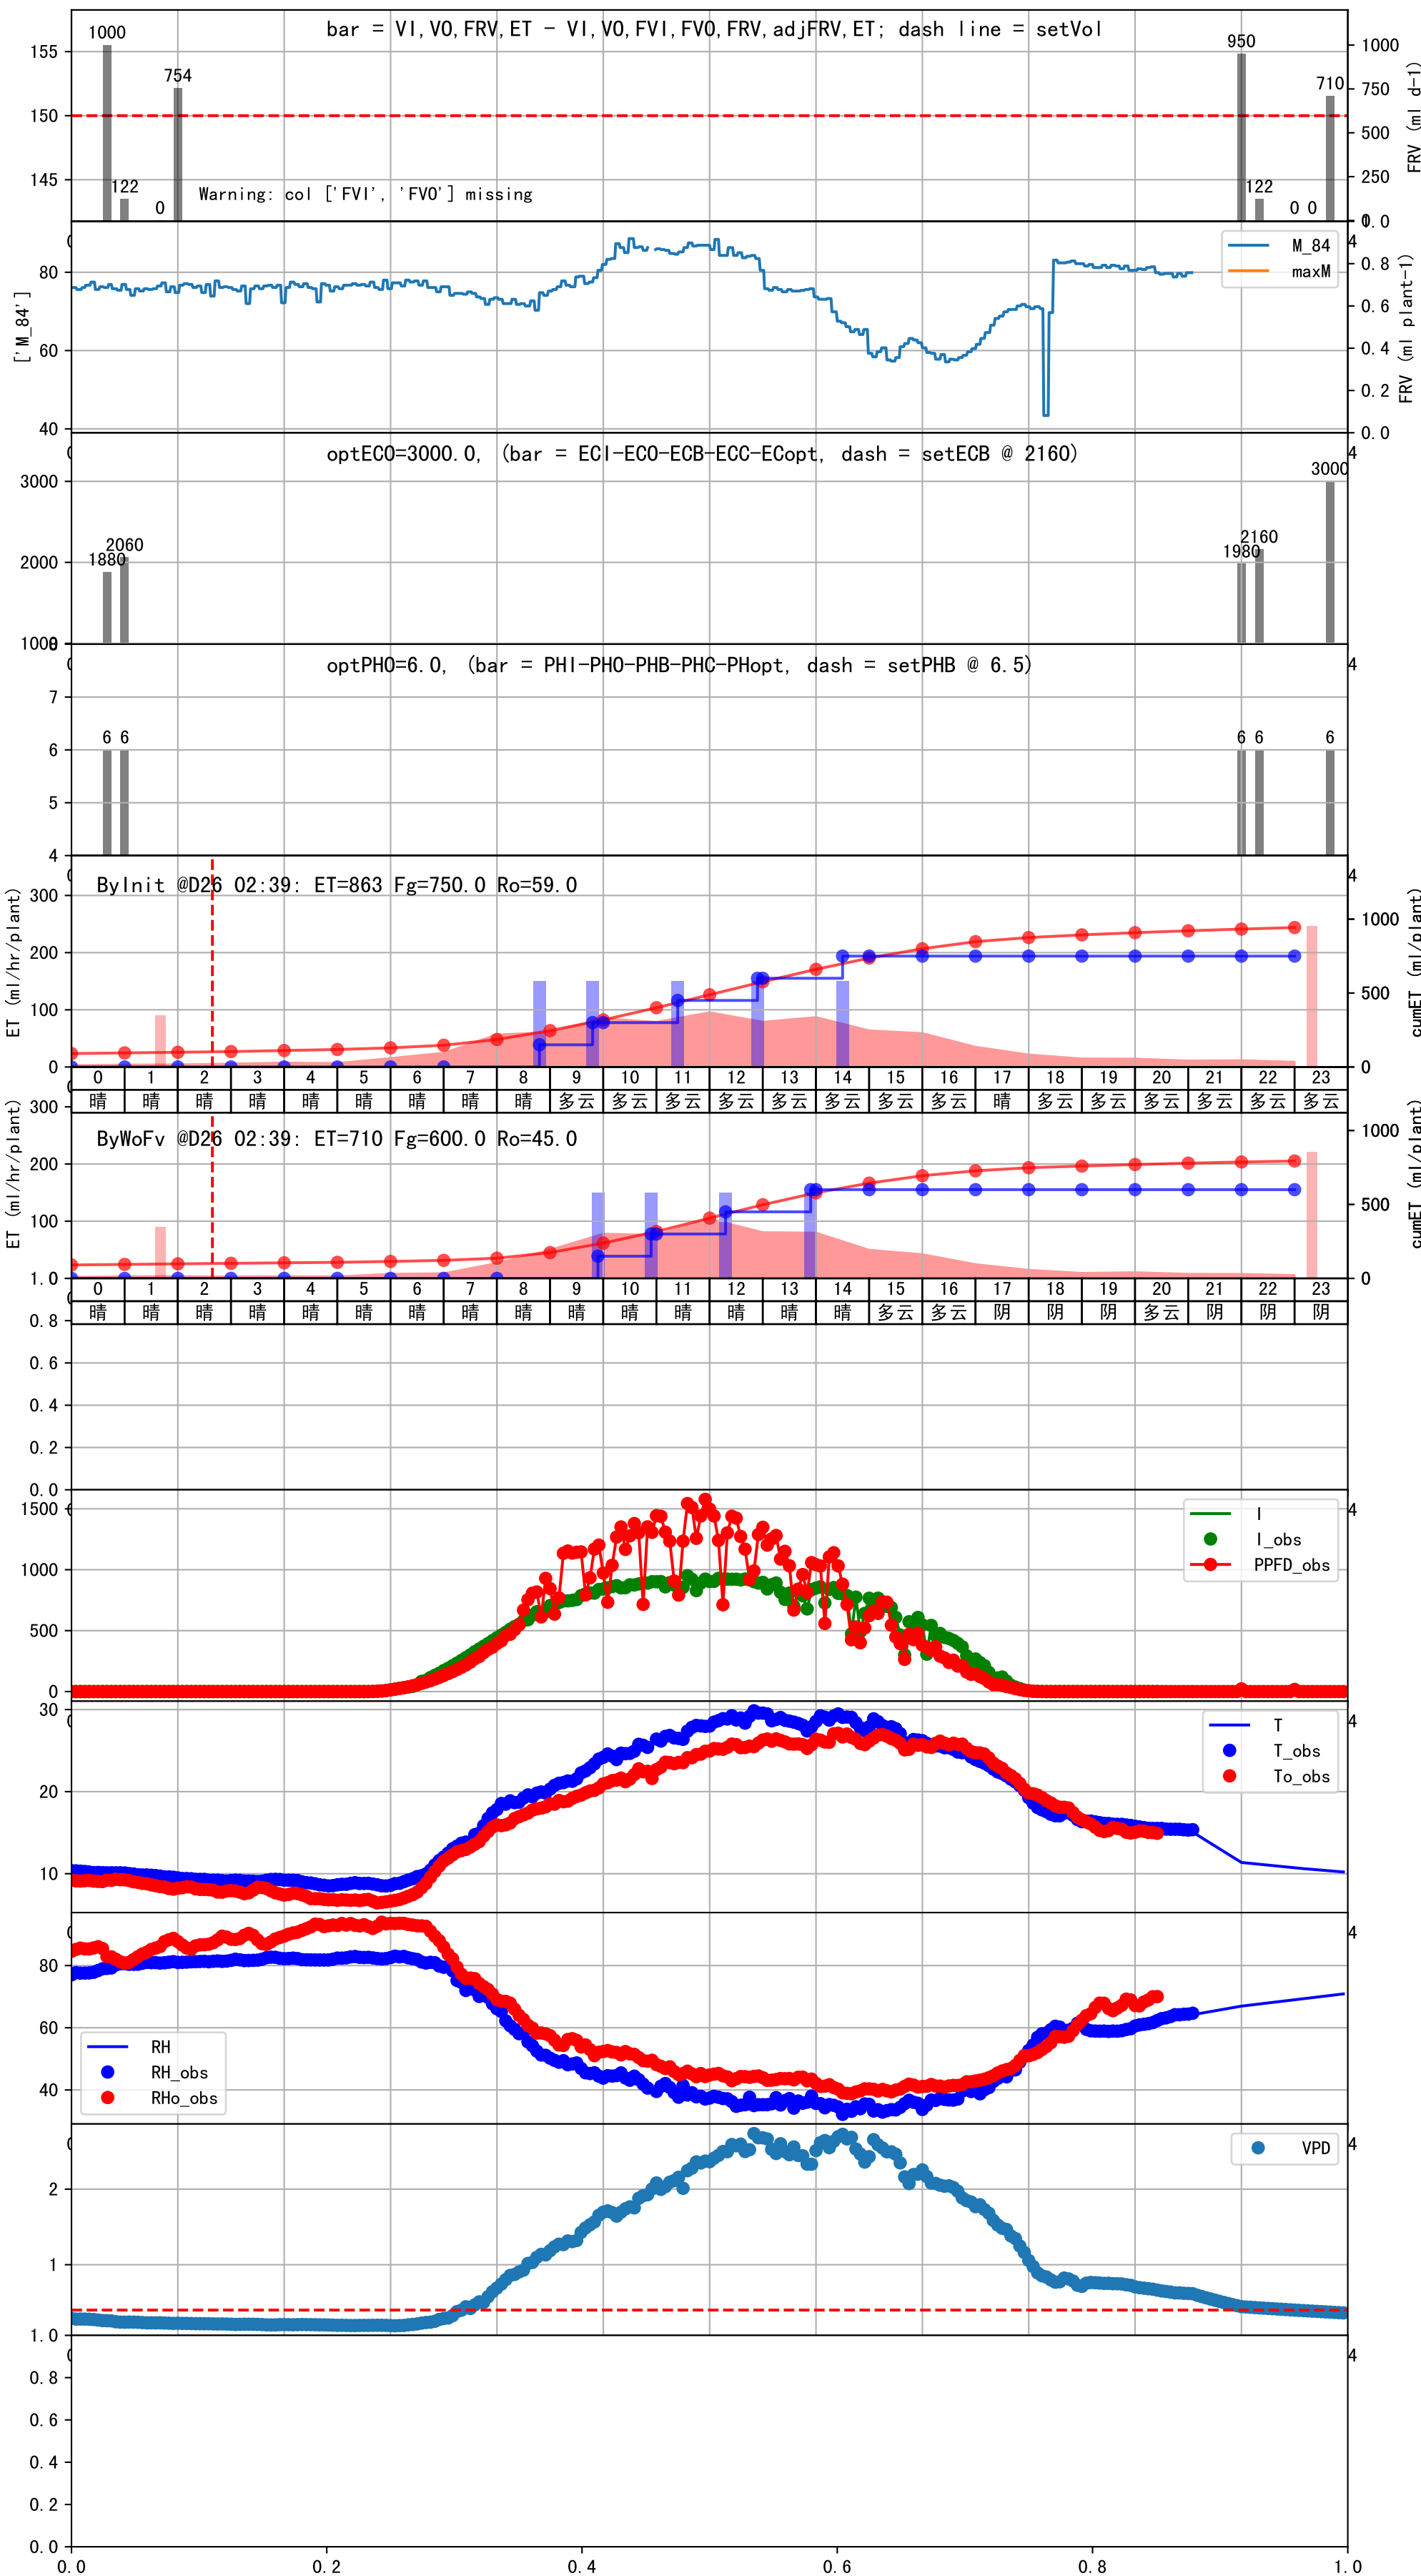 bar = VI,VO,FRV,ET - VI,VO,FVI,FVO,FRV,adjFRV,ET; dash line = setVol
1000
754
122
0
950
122
0 0
710
155
150
145
1000
750
500
250
0
FRV (ml d-1)
Warning: col ['FVI', 'FVO'] missing
['M_84']
80
60
40
M_84
maxM
0.8
0.6
0.4
0.2
0.0
FRV (ml plant-1)
optECO=3000.0, (bar = ECI-ECO-ECB-ECC-ECopt, dash = setECB @ 2160)
3000
2000
1000
1880
2060
1980
2160
3000
optPHO=6.0, (bar = PHI-PHO-PHB-PHC-PHopt, dash = setPHB @ 6.5)
7
6
5
4
6 6
6 6
6
ByInit @D26 02:39: ET=863 Fg=750.0 Ro=59.0
ET (ml/hr/plant)
300
200
100
0
1000
500
0
cumET (ml/plant)
0 1 2 3 4 5 6 7 8 9 10 11 12 13 14 15 16 17 18 19 20 21 22 23
晴 晴 晴 晴 晴 晴 晴 晴 晴 多云 多云 多云 多云 多云 多云 多云 多云 晴 多云 多云 多云 多云 多云 多云
ByWoFv @D26 02:39: ET=710 Fg=600.0 Ro=45.0
ET (ml/hr/plant)
300
200
100
1000
500
0
cumET (ml/plant)
0 1 2 3 4 5 6 7 8 9 10 11 12 13 14 15 16 17 18 19 20 21 22 23
晴 晴 晴 晴 晴 晴 晴 晴 晴 晴 晴 晴 晴 晴 晴 多云 多云 阴 阴 阴 多云 阴 阴 阴
1.0
0.8
0.6
0.4
0.2
0.0
1500
1000
500
0
I
I_obs
PPFD_obs
30
20
10
T
T_obs
To_obs
80
60
40
RH
RH_obs
RHo_obs
2
1
VPD
1.0
0.8
0.6
0.4
0.2
0.0
0.0 0.2 0.4 0.6 0.8 1.0